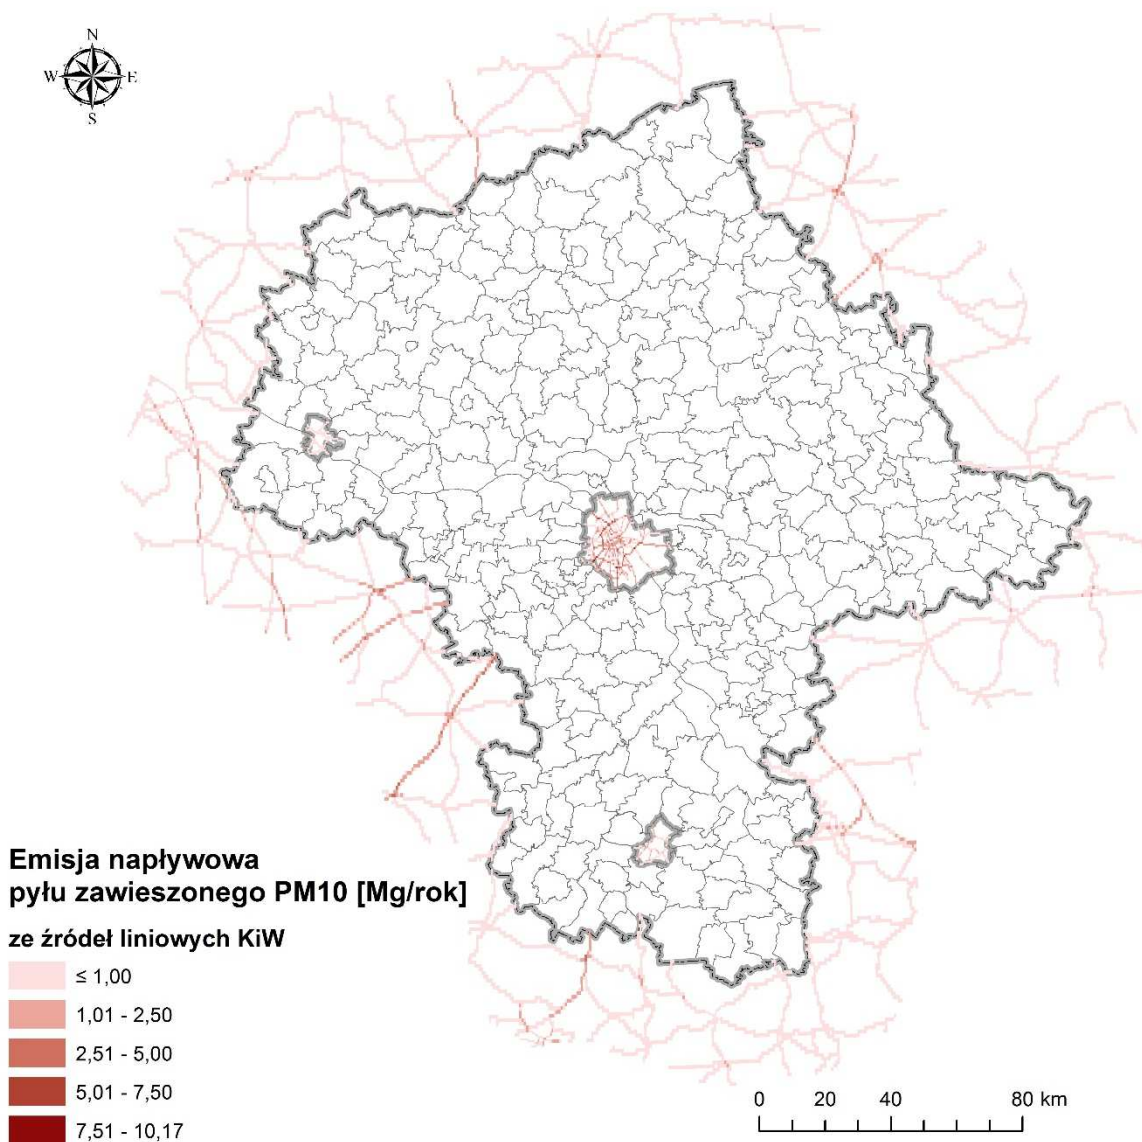 N
W E
S
Emisja napływowa
pyłu zawieszonego PM10 [Mg/rok]
ze źródeł liniowych KiW
≤ 1,00
1,01 - 2,50
2,51 - 5,00
5,01 - 7,50
7,51 - 10,17
0 20 40 80 km